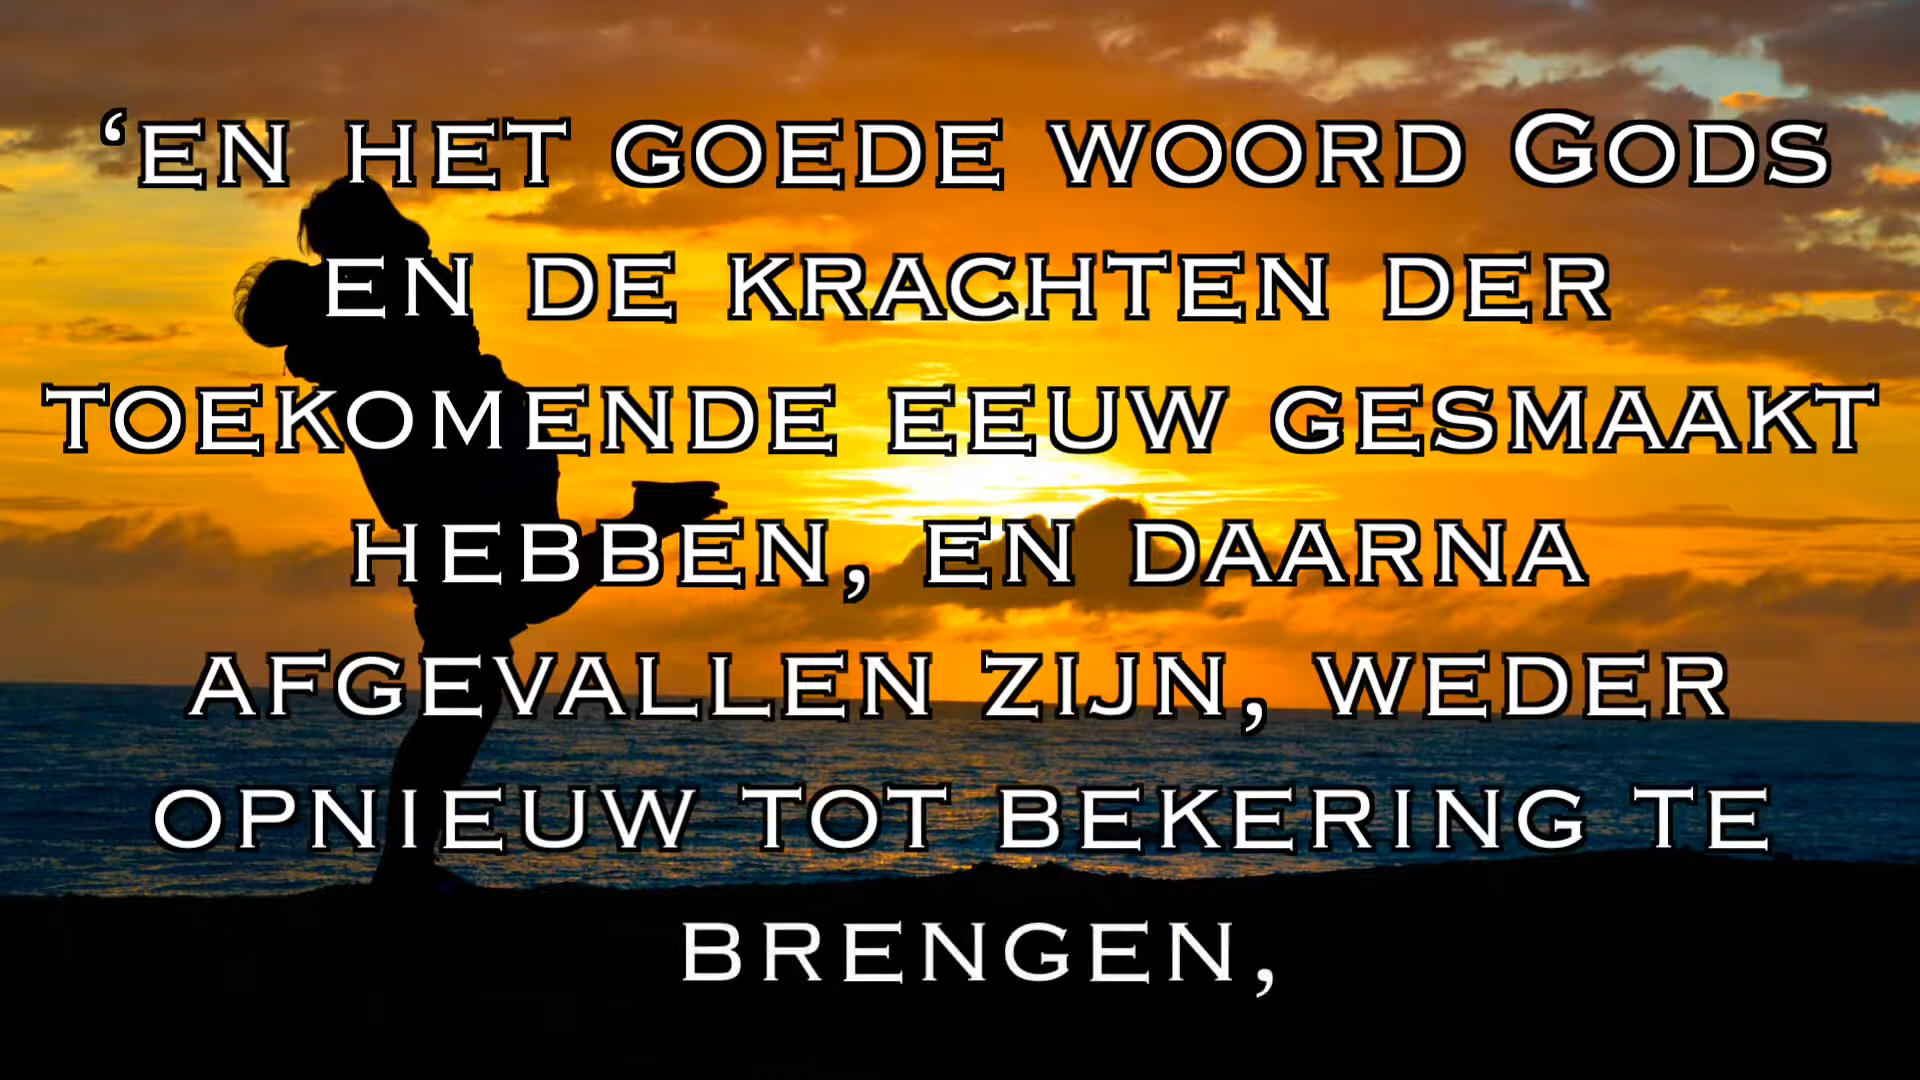 ‘en het goede woord Gods
en de krachten der
toekomende eeuw gesmaakt
hebben, en daarna
afgevallen zijn, weder
opnieuw tot bekering te
brengen,